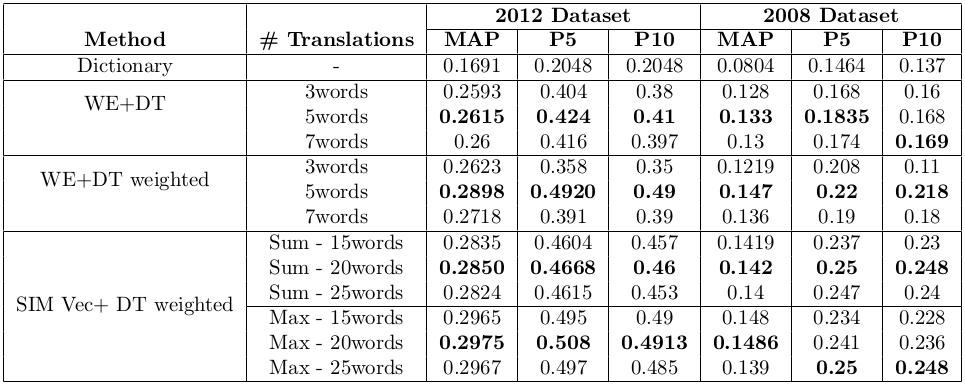 2012 Dataset 2008 Dataset
Method # Translations MAP P5 P10 MAP P5 P10
Dictionary - 0.1691 0.2048 0.2048 0.0804 0.1464 0.137
WE+DT 3words 0.2593 0.404 0.38 0.128 0.168 0.16
5words 0.2615 0.424 0.41 0.133 0.1835 0.168
7words 0.26 0.416 0.397 0.13 0.174 0.169
WE+DT weighted 3words 0.2623 0.358 0.35 0.1219 0.208 0.11
5words 0.2898 0.4920 0.49 0.147 0.22 0.218
7words 0.2718 0.391 0.39 0.136 0.19 0.18
SIM Vec+ DT weighted Sum - 15words 0.2835 0.4604 0.457 0.1419 0.237 0.23
Sum - 20words 0.2850 0.4668 0.46 0.142 0.25 0.248
Sum - 25words 0.2824 0.4615 0.453 0.14 0.247 0.24
Max - 15words 0.2965 0.495 0.49 0.148 0.234 0.228
Max - 20words 0.2975 0.508 0.4913 0.1486 0.241 0.236
Max - 25words 0.2967 0.497 0.485 0.139 0.25 0.248